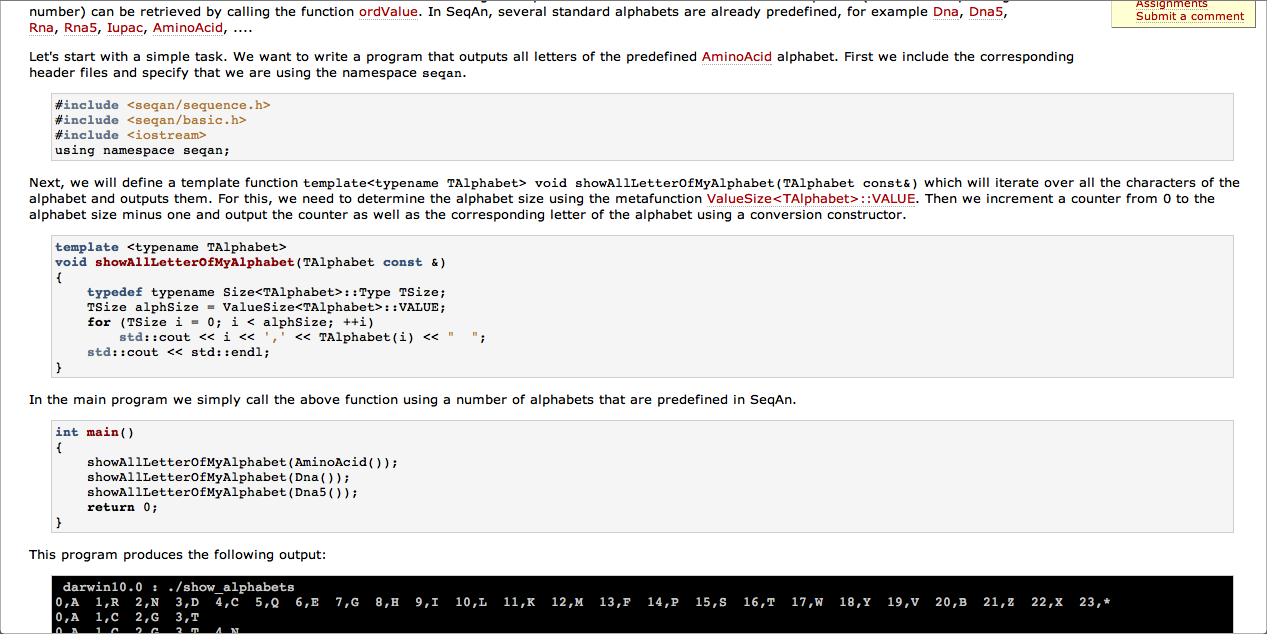 number) can be retrieved by calling the function ordValue. In SeqAn, several standard alphabets are already predefined, for example Dna, Dna5,
Rna, Rna5, Iupac, AminoAcid, ....
Assignments
Submit a comment
Let's start with a simple task. We want to write a program that outputs all letters of the predefined AminoAcid alphabet. First we include the corresponding
header files and specify that we are using the namespace seqan.
#include <seqan/sequence.h>
#include <seqan/basic.h>
#include <iostream>
using namespace seqan;
Next, we will define a template function template<typename TAlphabet> void showAllLetterOfMyAlphabet(TAlphabet const&) which will iterate over all the characters of the
alphabet and outputs them. For this, we need to determine the alphabet size using the metafunction ValueSize<TAlphabet>::VALUE. Then we increment a counter from 0 to the
alphabet size minus one and output the counter as well as the corresponding letter of the alphabet using a conversion constructor.
template <typename TAlphabet>
void showAllLetterOfMyAlphabet(TAlphabet const &)
{
    typedef typename Size<TAlphabet>::Type TSize;
    TSize alphSize = ValueSize<TAlphabet>::VALUE;
    for (TSize i = 0; i < alphSize; ++i)
        std::cout << i << ',' << TAlphabet(i) << "  ";
    std::cout << std::endl;
}
In the main program we simply call the above function using a number of alphabets that are predefined in SeqAn.
int main()
{
    showAllLetterOfMyAlphabet(AminoAcid());
    showAllLetterOfMyAlphabet(Dna());
    showAllLetterOfMyAlphabet(Dna5());
    return 0;
}
This program produces the following output:
darwin10.0 : ./show_alphabets
0,A  1,R  2,N  3,D  4,C  5,Q  6,E  7,G  8,H  9,I  10,L  11,K  12,M  13,F  14,P  15,S  16,T  17,W  18,Y  19,V  20,B  21,Z  22,X  23,*
0,A  1,C  2,G  3,T
0,A  1,C  2,G  3,T  4,N